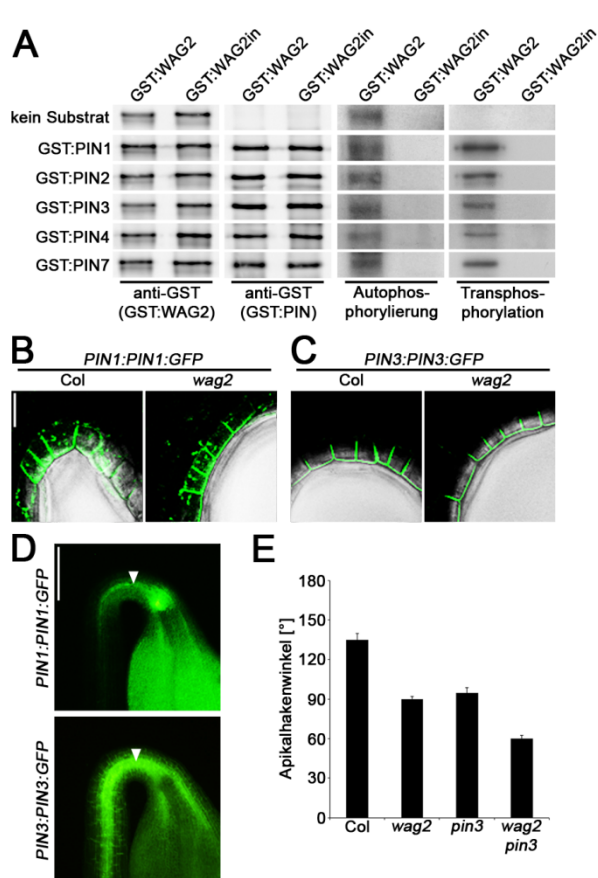 A
GST:WAG2
GST:WAG2in
GST:WAG2
GST:WAG2in
GST:WAG2
GST:WAG2in
GST:WAG2
GST:WAG2in
kein Substrat
GST:PIN1
GST:PIN2
GST:PIN3
GST:PIN4
GST:PIN7
anti-GST
(GST:WAG2)
anti-GST
(GST:PIN)
Autophos-
phorylierung
Transphos-
phorylation
B
PIN1:PIN1:GFP
Col
wag2
C
PIN3:PIN3:GFP
Col
wag2
D
PIN1:PIN1:GFP
PIN3:PIN3:GFP
E
Apikalhakenwinkel [°]
180
150
120
90
60
30
0
Col
wag2
pin3
wag2
pin3